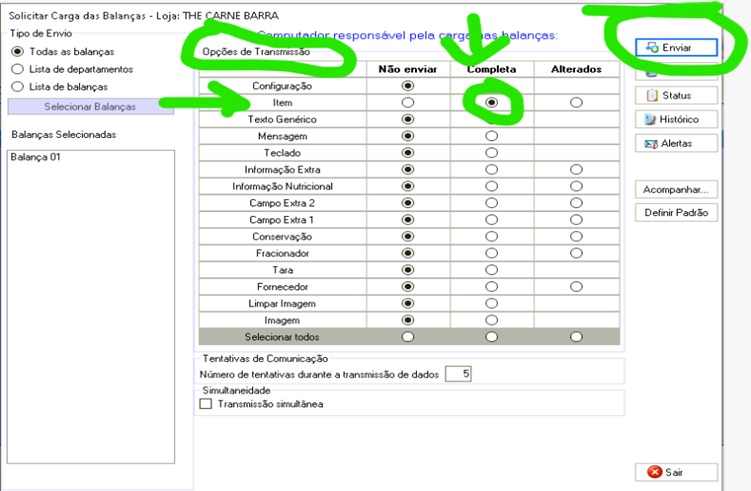 Solicitar Carga das Balanças - Loja: THE CARNE BARRA
Tipo de Envio
Todas as balanças
Lista de departamentos
Lista de balanças
Selecionar Balanças
Balanças Selecionadas
Balança 01
Computador responsável pela carga nas balanças:
Opções de Transmissão
Não enviar Completa Alterados
Configuração
Item
Texto Genérico
Mensagem
Teclado
Informação Extra
Informação Nutricional
Campo Extra 2
Campo Extra 1
Conservação
Fracionador
Tara
Fornecedor
Limpar Imagem
Imagem
Selecionar todos
Tentativas de Comunicação
Número de tentativas durante a transmissão de dados 5
Simultaneidade
Transmissão simultânea
Enviar
Status
Histórico
Alertas
Acompanhar...
Definir Padrão
Sair